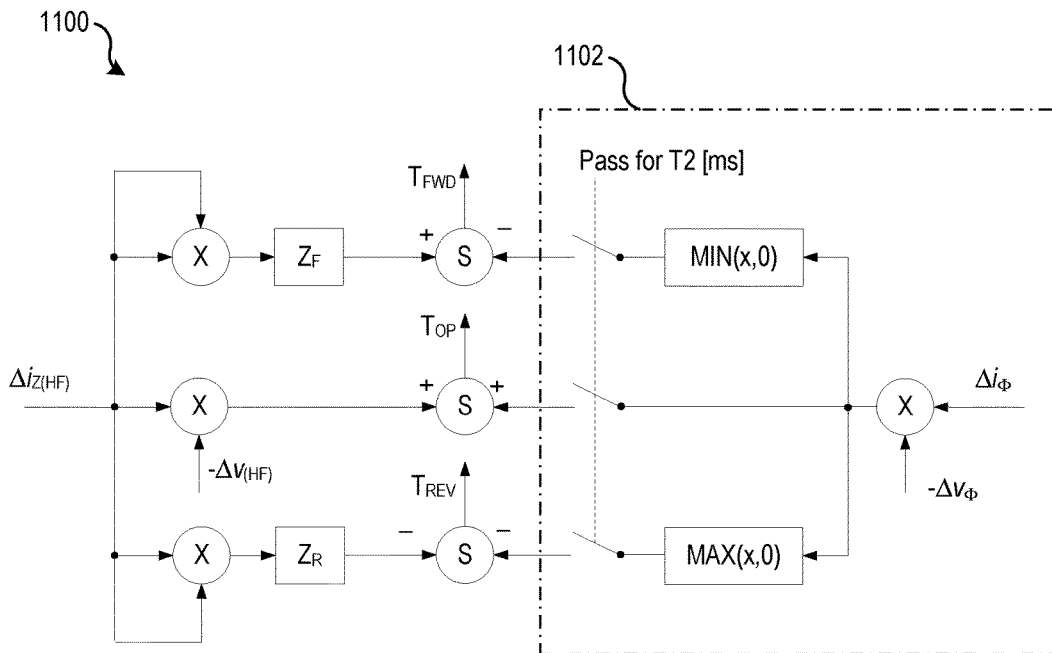 1100
1102
Pass for T2 [ms]
T_FWD
+
−
X
Z_F
S
MIN(x,0)
T_OP
Δi_Z(HF)
+
+
Δi_Φ
X
S
X
-Δv_(HF)
T_REV
-Δv_Φ
−
−
X
Z_R
S
MAX(x,0)